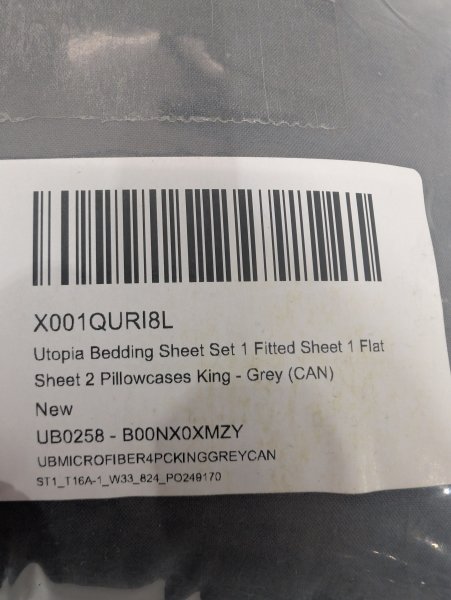 X001QURI8L
Utopia Bedding Sheet Set 1 Fitted Sheet 1 Flat
Sheet 2 Pillowcases King - Grey (CAN)
New
UB0258 - B00NX0XMZY
UBMICROFIBER4PCKINGGREYCAN
ST1_T16A-1_W33_824_PO249170